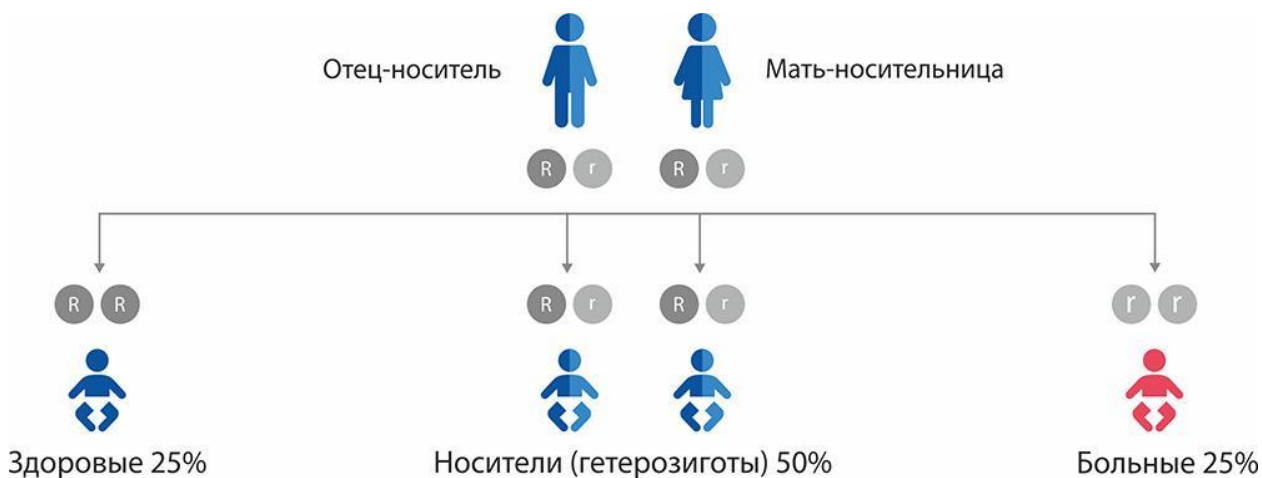 Отец-носитель
Мать-носительница
R r R r
R R R r R r r r
Здоровые 25% Носители (гетерозиготы) 50% Больные 25%